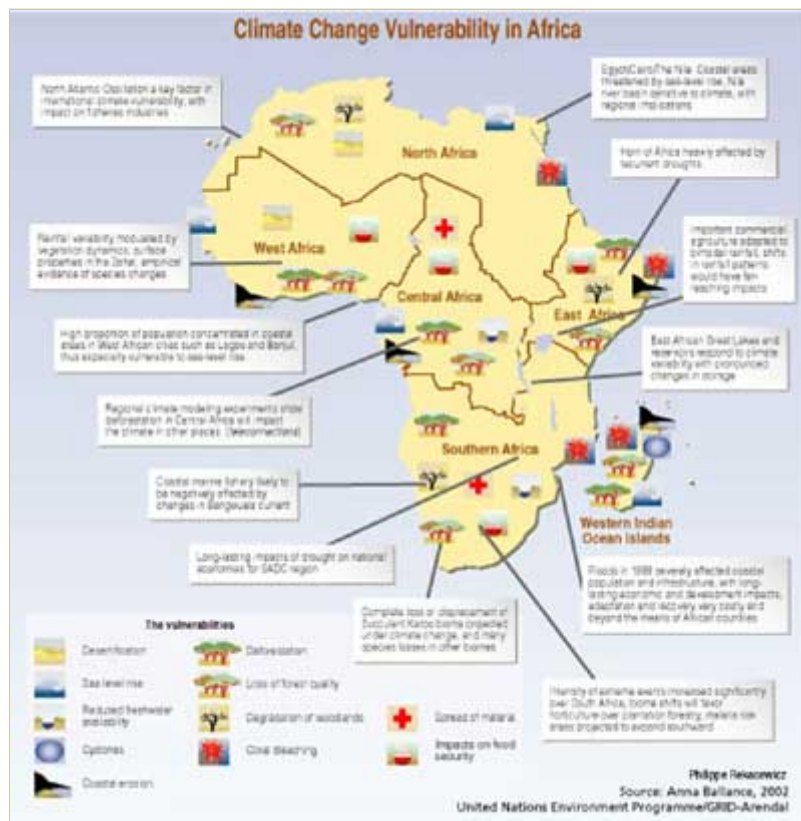 Climate Change Vulnerability in Africa
North Atlantic Oscillation a key factor in
international climate vulnerability, with
impact on fisheries industries
Egypt/Cairo/The Nile: Coastal areas
threatened by sea-level rise, Nile
river basin sensitive to climate, with
regional implications
North Africa
Horn of Africa heavily effected by
recurrent droughts
Rainfall variability modulated by
vegetation dynamics, surface
properties in the Sahel, empirical
evidence of species changes
West Africa
Important commercial
agriculture adapted to
bimodal rainfall, shifts
in rainfall patterns
would have far-
reaching impacts
Central Africa
East Africa
High proportion of population concentrated in coastal
areas in West African cities such as Lagos and Banjul,
thus especially vulnerable to sea-level rise
East African Great Lakes and
reservoirs respond to climate
variability with pronounced
changes in storage
Regional climate modeling experiments show
deforestation in Central Africa will impact
the climate in other places. (teleconnections)
Southern Africa
Coastal marine fishery likely to
be negatively effected by
changes in Benguela current
Western Indian
Ocean Islands
Long-lasting impacts of drought on national
economies for SADC region
Floods in severely effected coastal
population and infrastructure, with long-
lasting economic and development impacts,
adaptation and recovery very costly and
beyond the means of African countries
Complete loss or displacement of
Succulent Karoo biome projected
under climate change, and many
species losses in other biomes
Intensity of extreme events increased significantly
over South Africa, biome shifts will favor
horticulture over plantation forestry, malaria risk
areas projected to expand southward
The vulnerabilities
Desertification
Sea level rise
Reduced freshwater
availability
Cyclones
Coastal erosion
Deforestation
Loss of forest quality
Degradation of woodlands
Coral bleaching
Spread of malaria
Impacts on food
security
Philippe Rekacewicz
Source: Anna Ballance, 2002
United Nations Environment Programme/GRID-Arendal